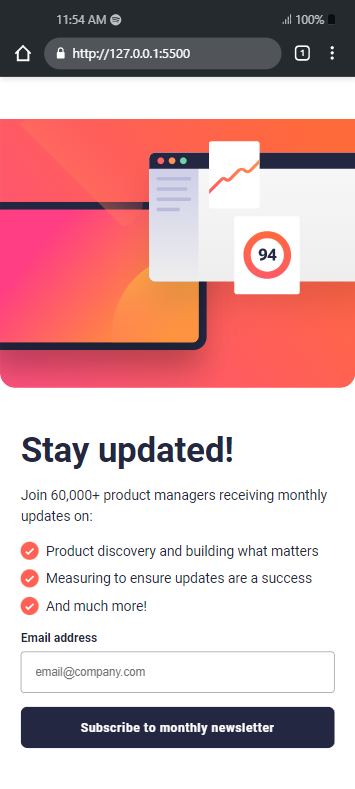 11:54 AM
100%
http://127.0.0.1:5500
1
94
Stay updated!
Join 60,000+ product managers receiving monthly
updates on:
Product discovery and building what matters
Measuring to ensure updates are a success
And much more!
Email address
email@company.com
Subscribe to monthly newsletter